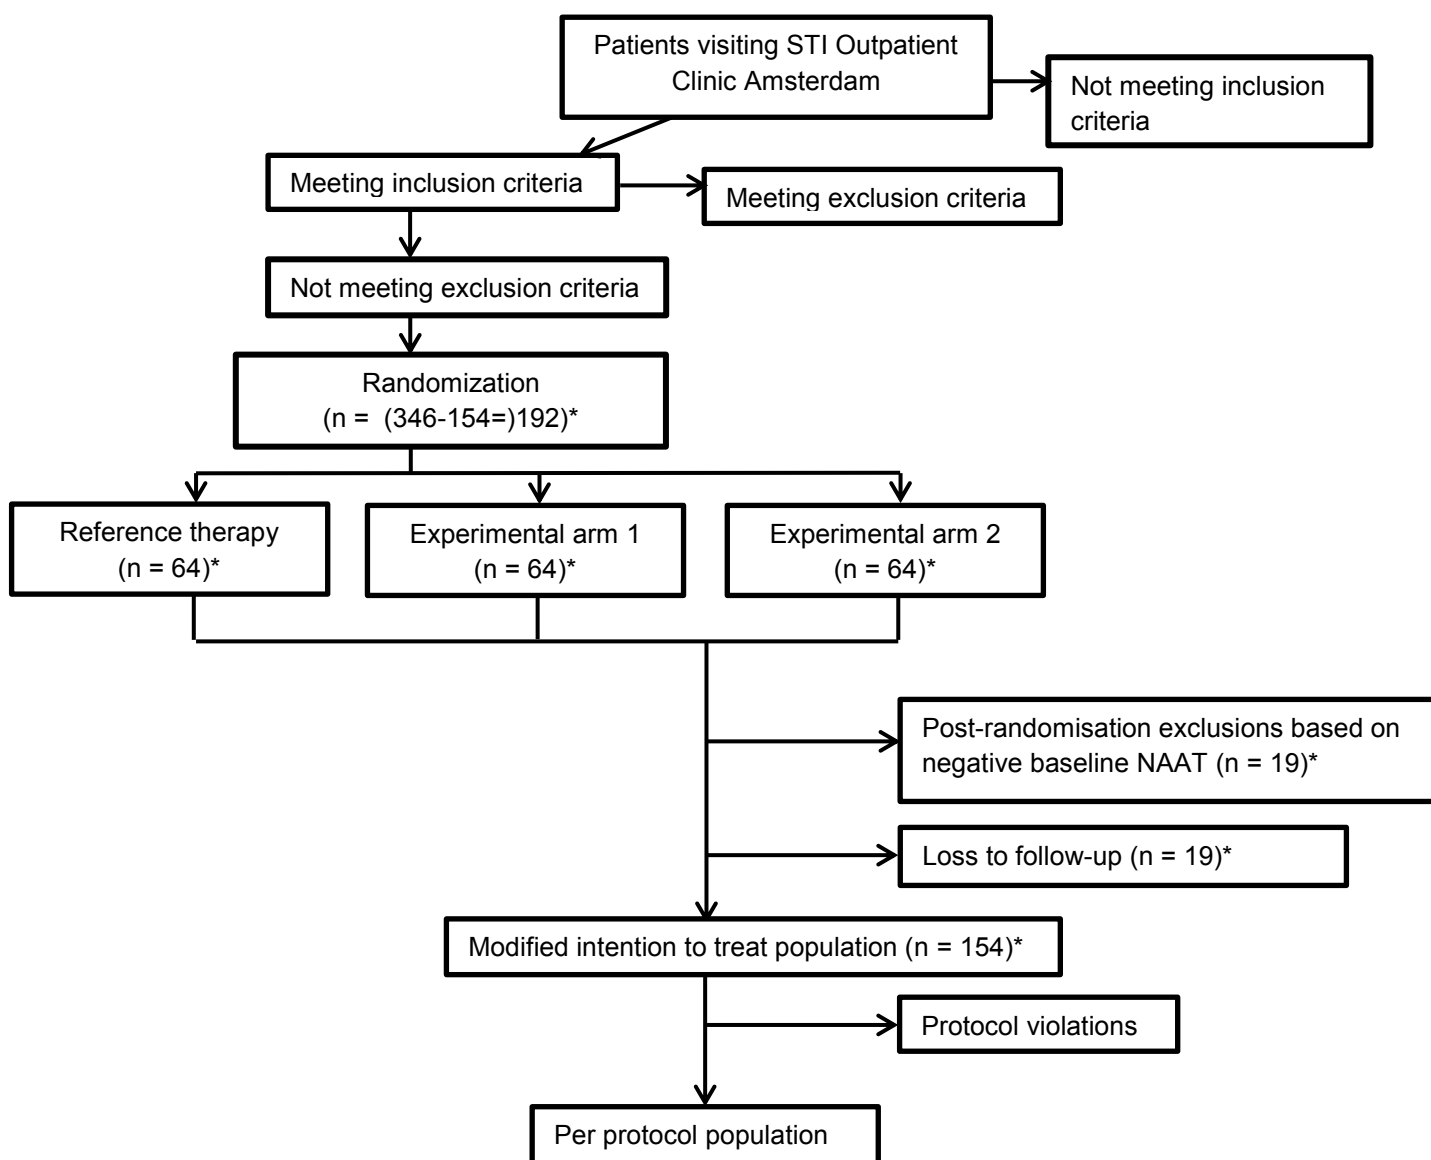 Patients visiting STI Outpatient
Clinic Amsterdam
Not meeting inclusion
criteria
Meeting inclusion criteria
Meeting exclusion criteria
Not meeting exclusion criteria
Randomization
(n =  (346-154=)192)*
Reference therapy
(n = 64)*
Experimental arm 1
(n = 64)*
Experimental arm 2
(n = 64)*
Post-randomisation exclusions based on
negative baseline NAAT (n = 19)*
Loss to follow-up (n = 19)*
Modified intention to treat population (n = 154)*
Protocol violations
Per protocol population